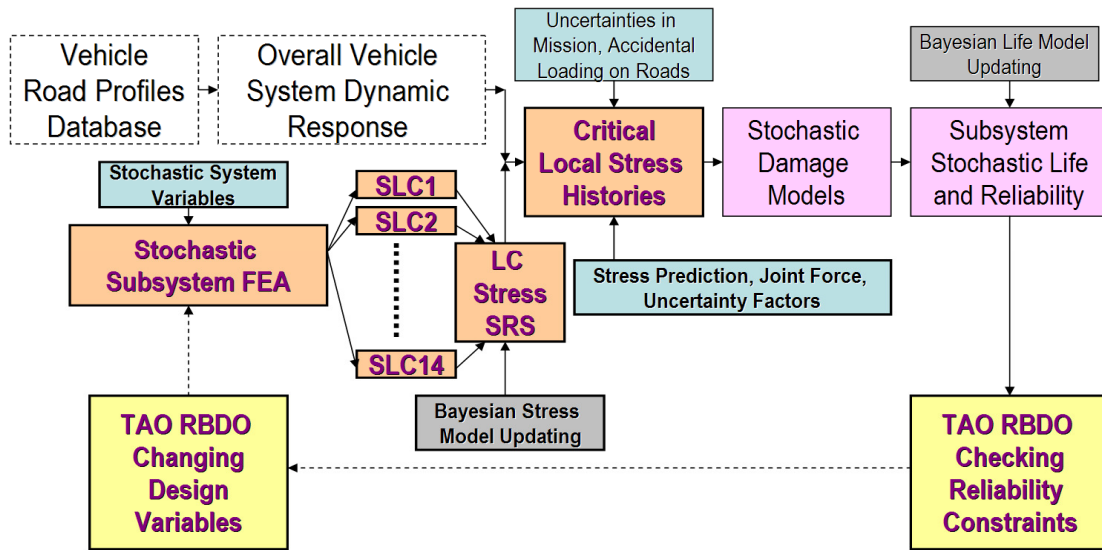 Vehicle
Road Profiles
Database
Overall Vehicle
System Dynamic
Response
Uncertainties in
Mission, Accidental
Loading on Roads
Bayesian Life Model
Updating
Critical
Local Stress
Histories
Stochastic
Damage
Models
Subsystem
Stochastic Life
and Reliability
Stochastic System
Variables
Stochastic
Subsystem FEA
SLC1
SLC2
SLC14
LC
Stress
SRS
Stress Prediction, Joint Force,
Uncertainty Factors
Bayesian Stress
Model Updating
TAO RBDO
Changing
Design
Variables
TAO RBDO
Checking
Reliability
Constraints